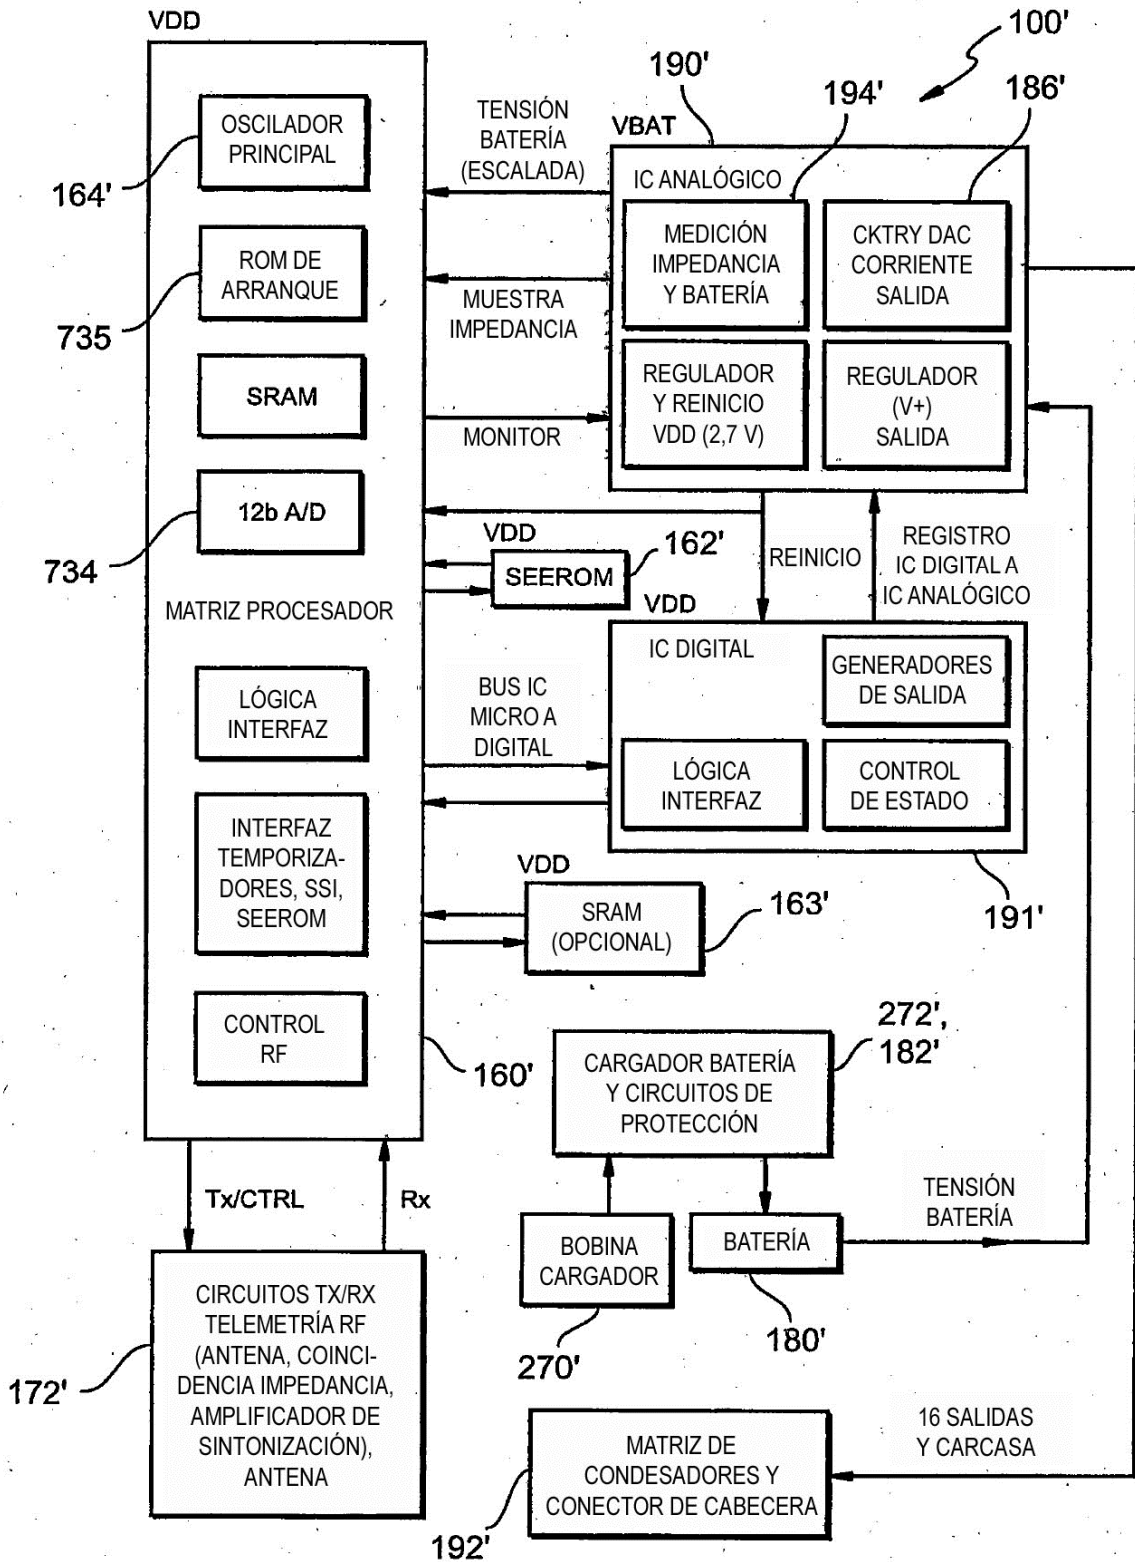 VDD
100'
OSCILADOR
PRINCIPAL
164'
ROM DE
ARRANQUE
735
SRAM
12b A/D
734
MATRIZ PROCESADOR
LÓGICA
INTERFAZ
INTERFAZ
TEMPORIZA-
DORES, SSI,
SEEROM
CONTROL
RF
160'
TENSIÓN
BATERÍA
(ESCALADA)
MUESTRA
IMPEDANCIA
MONITOR
190'
VBAT
194'
186'
IC ANALÓGICO
MEDICIÓN
IMPEDANCIA
Y BATERÍA
CKTRY DAC
CORRIENTE
SALIDA
REGULADOR
Y REINICIO
VDD (2,7 V)
REGULADOR
(V+)
SALIDA
VDD
SEEROM
162'
REINICIO
REGISTRO
IC DIGITAL A
IC ANALÓGICO
VDD
IC DIGITAL
GENERADORES
DE SALIDA
LÓGICA
INTERFAZ
CONTROL
DE ESTADO
191'
BUS IC
MICRO A
DIGITAL
VDD
SRAM
(OPCIONAL)
163'
272',
182'
CARGADOR BATERÍA
Y CIRCUITOS DE
PROTECCIÓN
BOBINA
CARGADOR
270'
BATERÍA
180'
TENSIÓN
BATERÍA
Tx/CTRL
Rx
CIRCUITOS TX/RX
TELEMETRÍA RF
(ANTENA, COINCI-
DENCIA IMPEDANCIA,
AMPLIFICADOR DE
SINTONIZACIÓN),
ANTENA
172'
MATRIZ DE
CONDESADORES Y
CONECTOR DE CABECERA
192'
16 SALIDAS
Y CARCASA